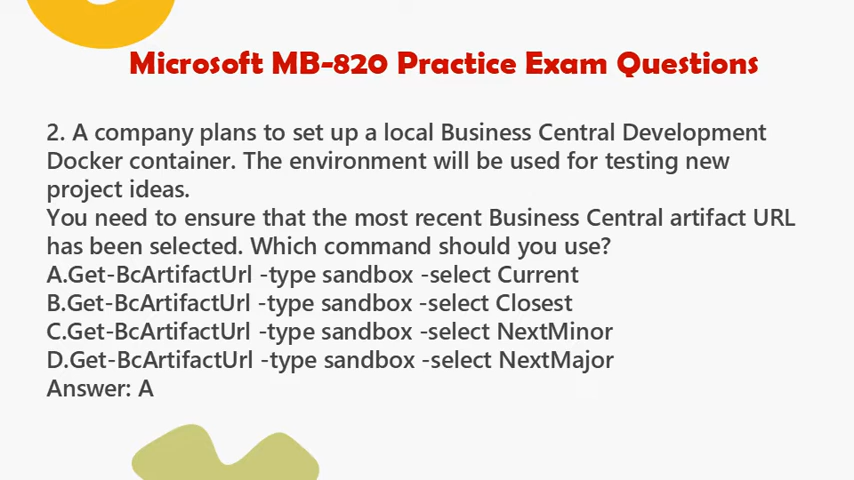 Microsoft MB-820 Practice Exam Questions
2. A company plans to set up a local Business Central Development
Docker container. The environment will be used for testing new
project ideas.
You need to ensure that the most recent Business Central artifact URL
has been selected. Which command should you use?
A.Get-BcArtifactUrl -type sandbox -select Current
B.Get-BcArtifactUrl -type sandbox -select Closest
C.Get-BcArtifactUrl -type sandbox -select NextMinor
D.Get-BcArtifactUrl -type sandbox -select NextMajor
Answer: A